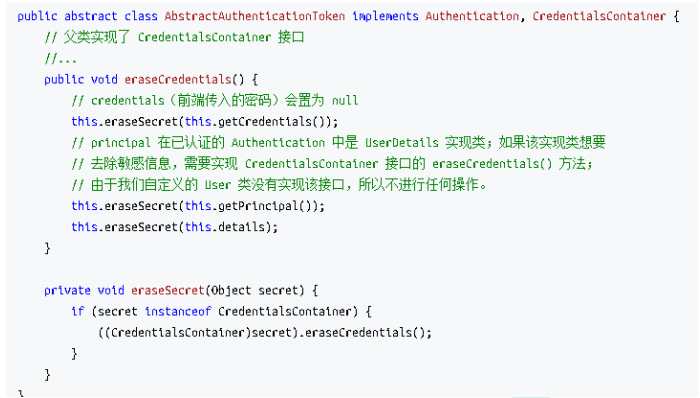 public abstract class AbstractAuthenticationToken implements Authentication, CredentialsContainer {
    // 父类实现了 CredentialsContainer 接口
    //...
    public void eraseCredentials() {
        // credentials（前端传入的密码）会置为 null
        this.eraseSecret(this.getCredentials());
        // principal 在已认证的 Authentication 中是 UserDetails 实现类；如果该实现类想要
        // 去除敏感信息，需要实现 CredentialsContainer 接口的 eraseCredentials() 方法；
        // 由于我们自定义的 User 类没有实现该接口，所以不进行任何操作。
        this.eraseSecret(this.getPrincipal());
        this.eraseSecret(this.details);
    }

    private void eraseSecret(Object secret) {
        if (secret instanceof CredentialsContainer) {
            ((CredentialsContainer)secret).eraseCredentials();
        }
    }
}